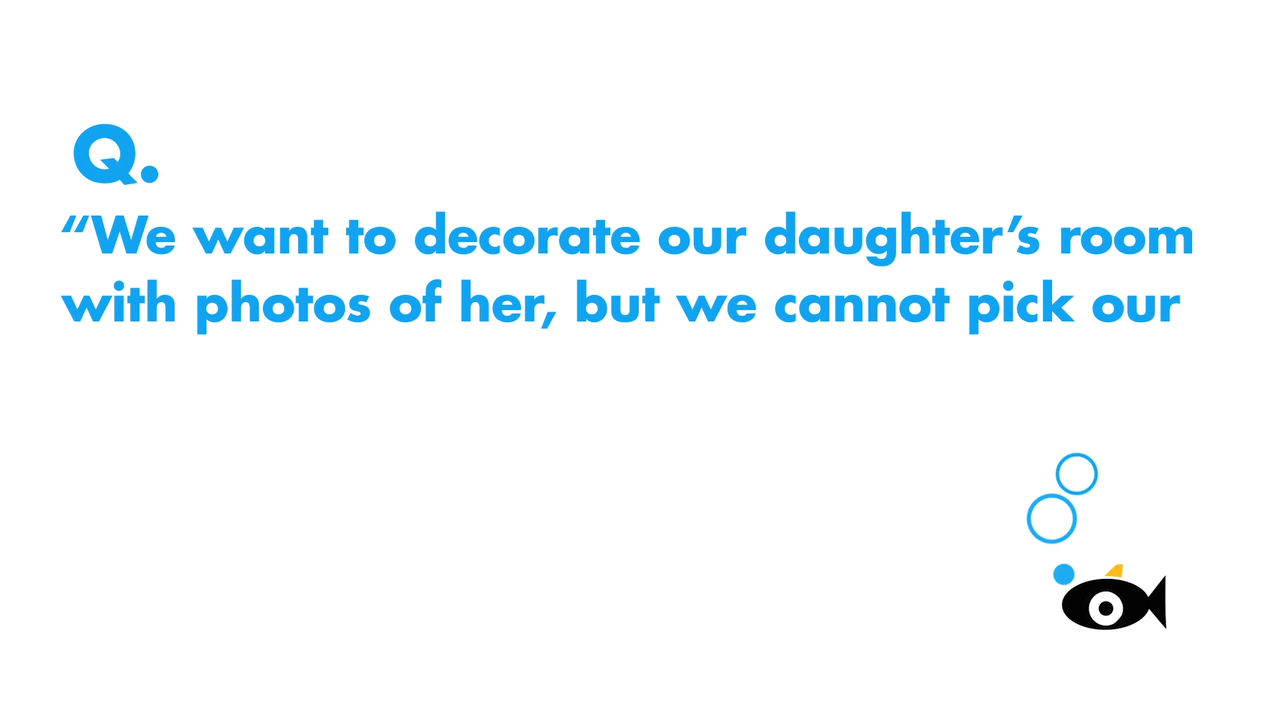 Q.
“We want to decorate our daughter’s room
with photos of her, but we cannot pick our